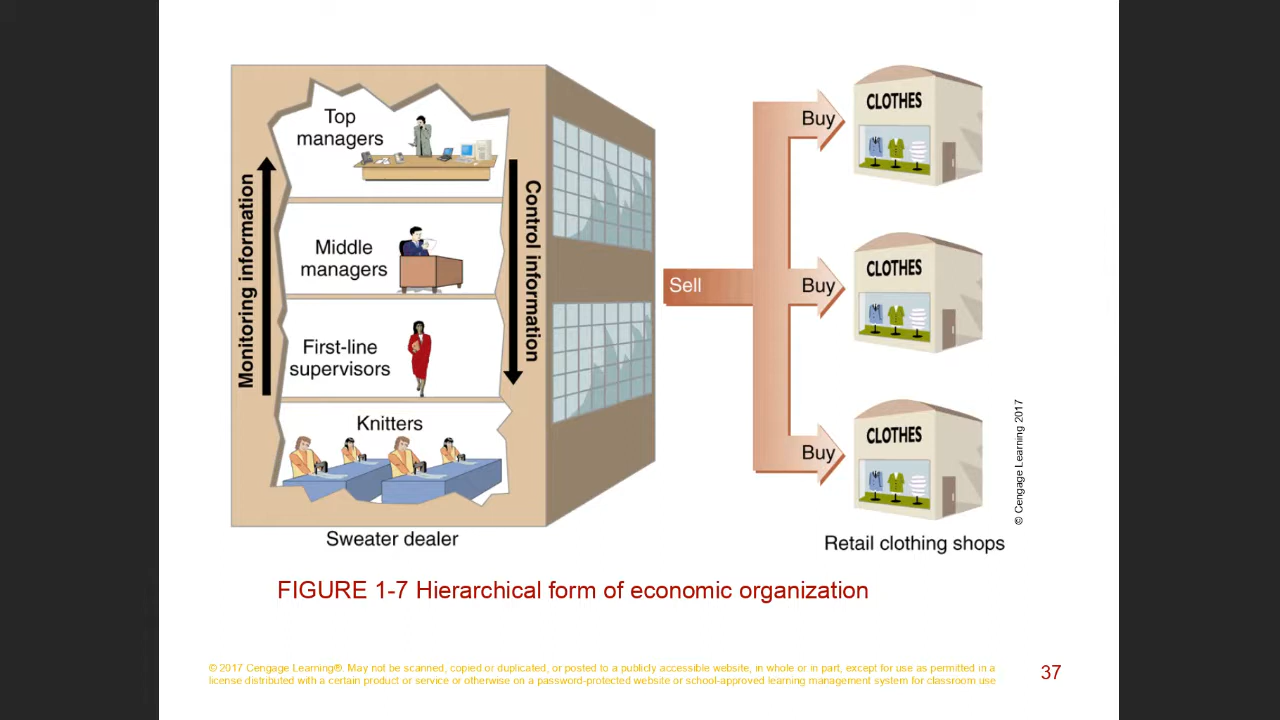 Top
managers
Middle
managers
First-line
supervisors
Knitters
Monitoring information
Control information
Sweater dealer
Sell
Buy
Buy
Buy
CLOTHES
CLOTHES
CLOTHES
Retail clothing shops
© Cengage Learning 2017
FIGURE 1-7 Hierarchical form of economic organization
© 2017 Cengage Learning®. May not be scanned, copied or duplicated, or posted to a publicly accessible website, in whole or in part, except for use as permitted in a
license distributed with a certain product or service or otherwise on a password-protected website or school-approved learning management system for classroom use
37